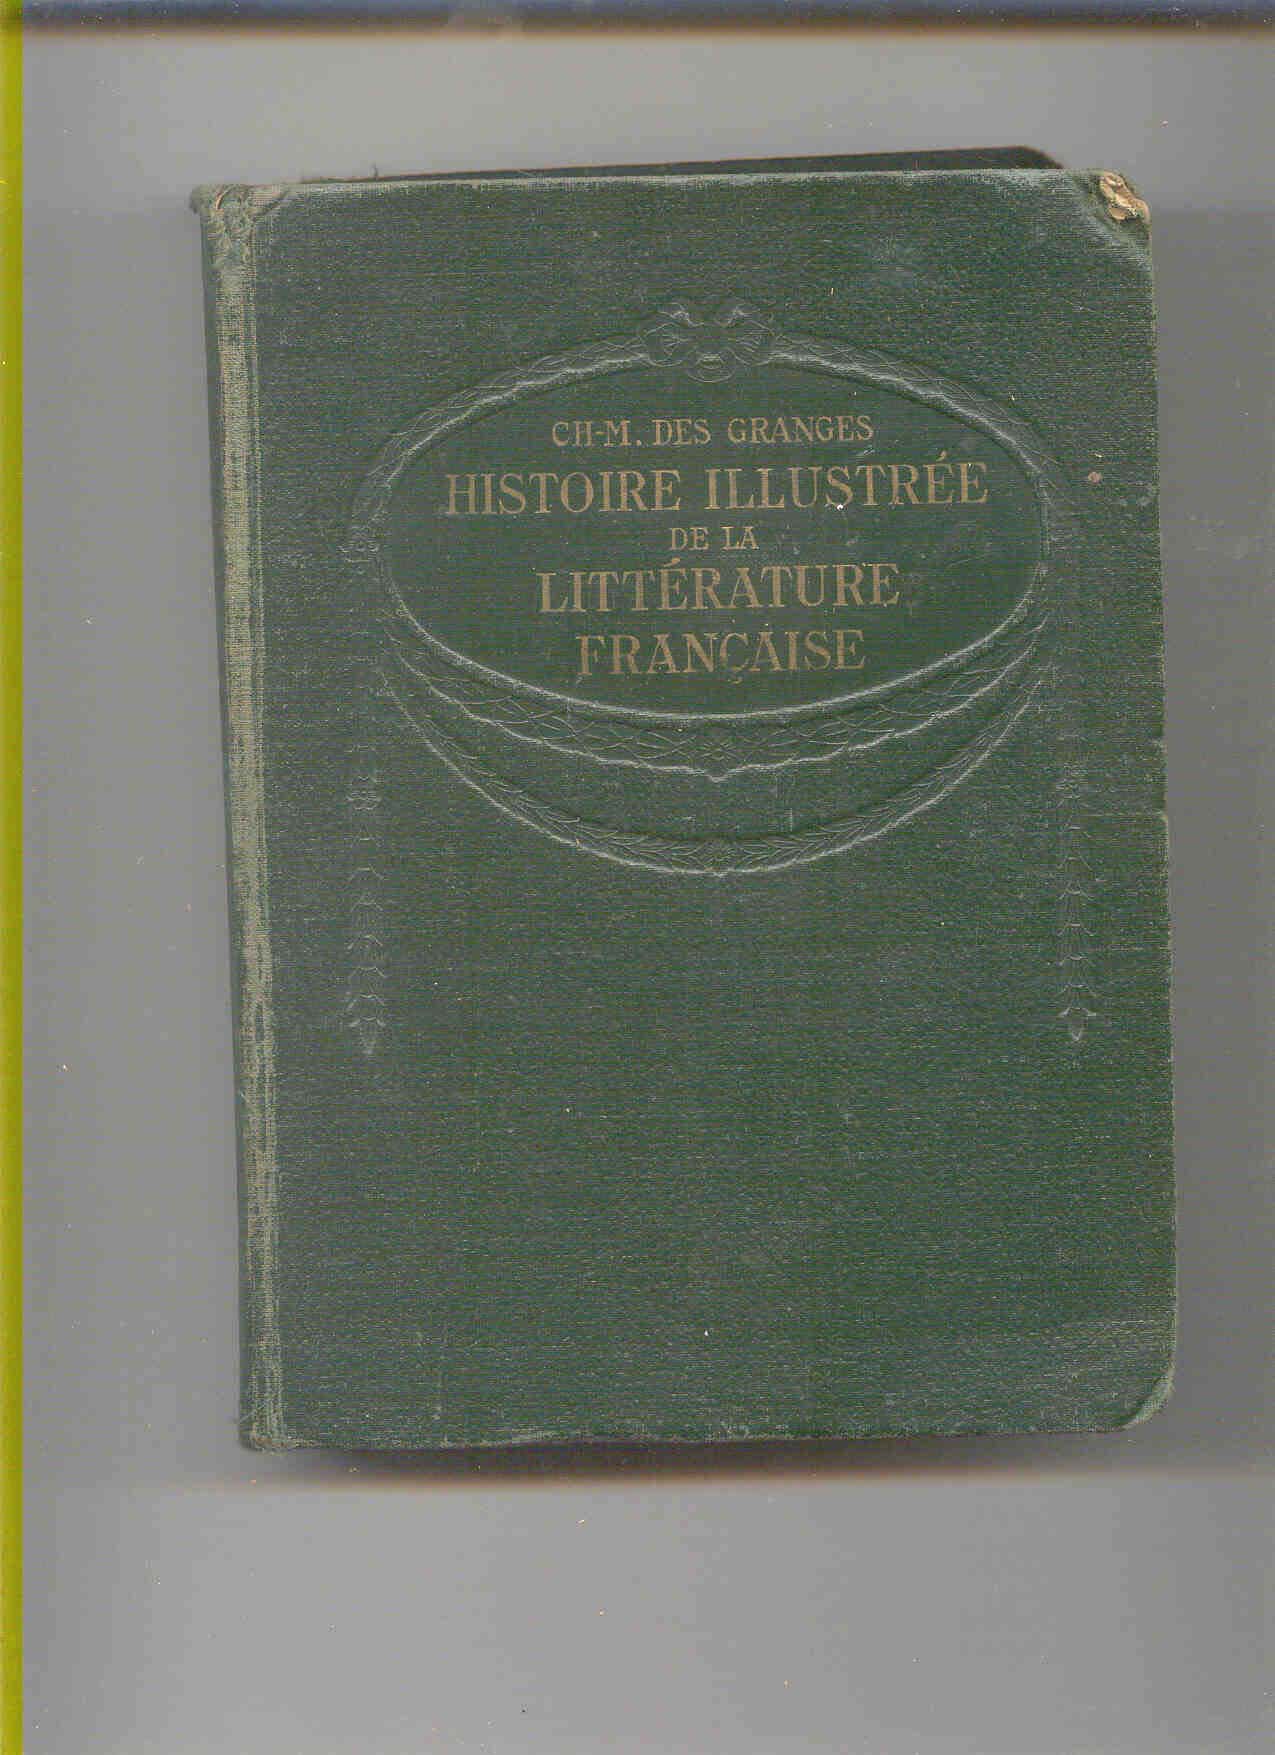 CH-M. DES GRANGES
HISTOIRE ILLUSTRÉE
DE LA
LITTÉRATURE
FRANÇAISE